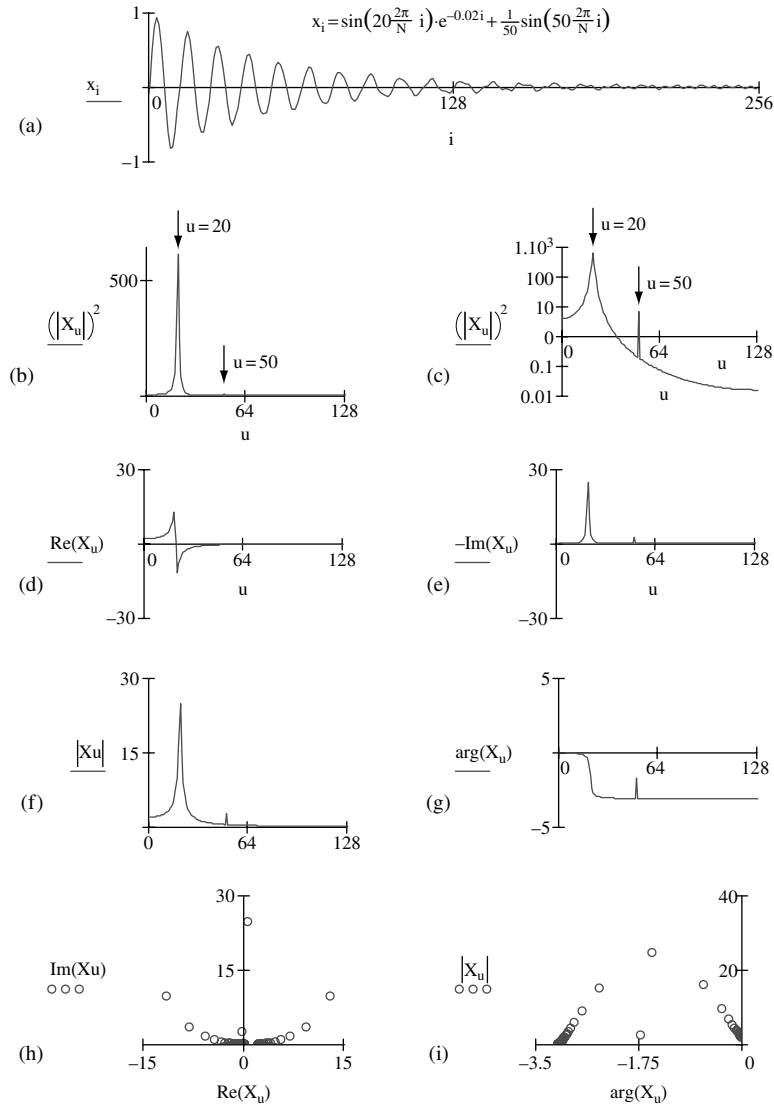 1
x_i = sin(20 2π/N i)·e^{−0.02i} + 1/50 sin(50 2π/N i)
x_i
0 128 256
(a)
i
−1
u = 20
500
(|X_u|)^2
u = 50
(b)
0 64 128
u
u = 20
1.10^3
100
u = 50
10
(|X_u|)^2
0
0 64 128
(c)
u
0.1
0.01
30
Re(X_u)
0 64 128
(d)
u
−30
30
−Im(X_u)
0 64 128
(e)
u
−30
30
|Xu|
15
(f)
0 64 128
5
arg(X_u)
0 64 128
(g)
−5
30
Im(Xu)
15
(h)
−15 0 15
Re(X_u)
40
|X_u|
20
(i)
−3.5 −1.75 0
arg(X_u)